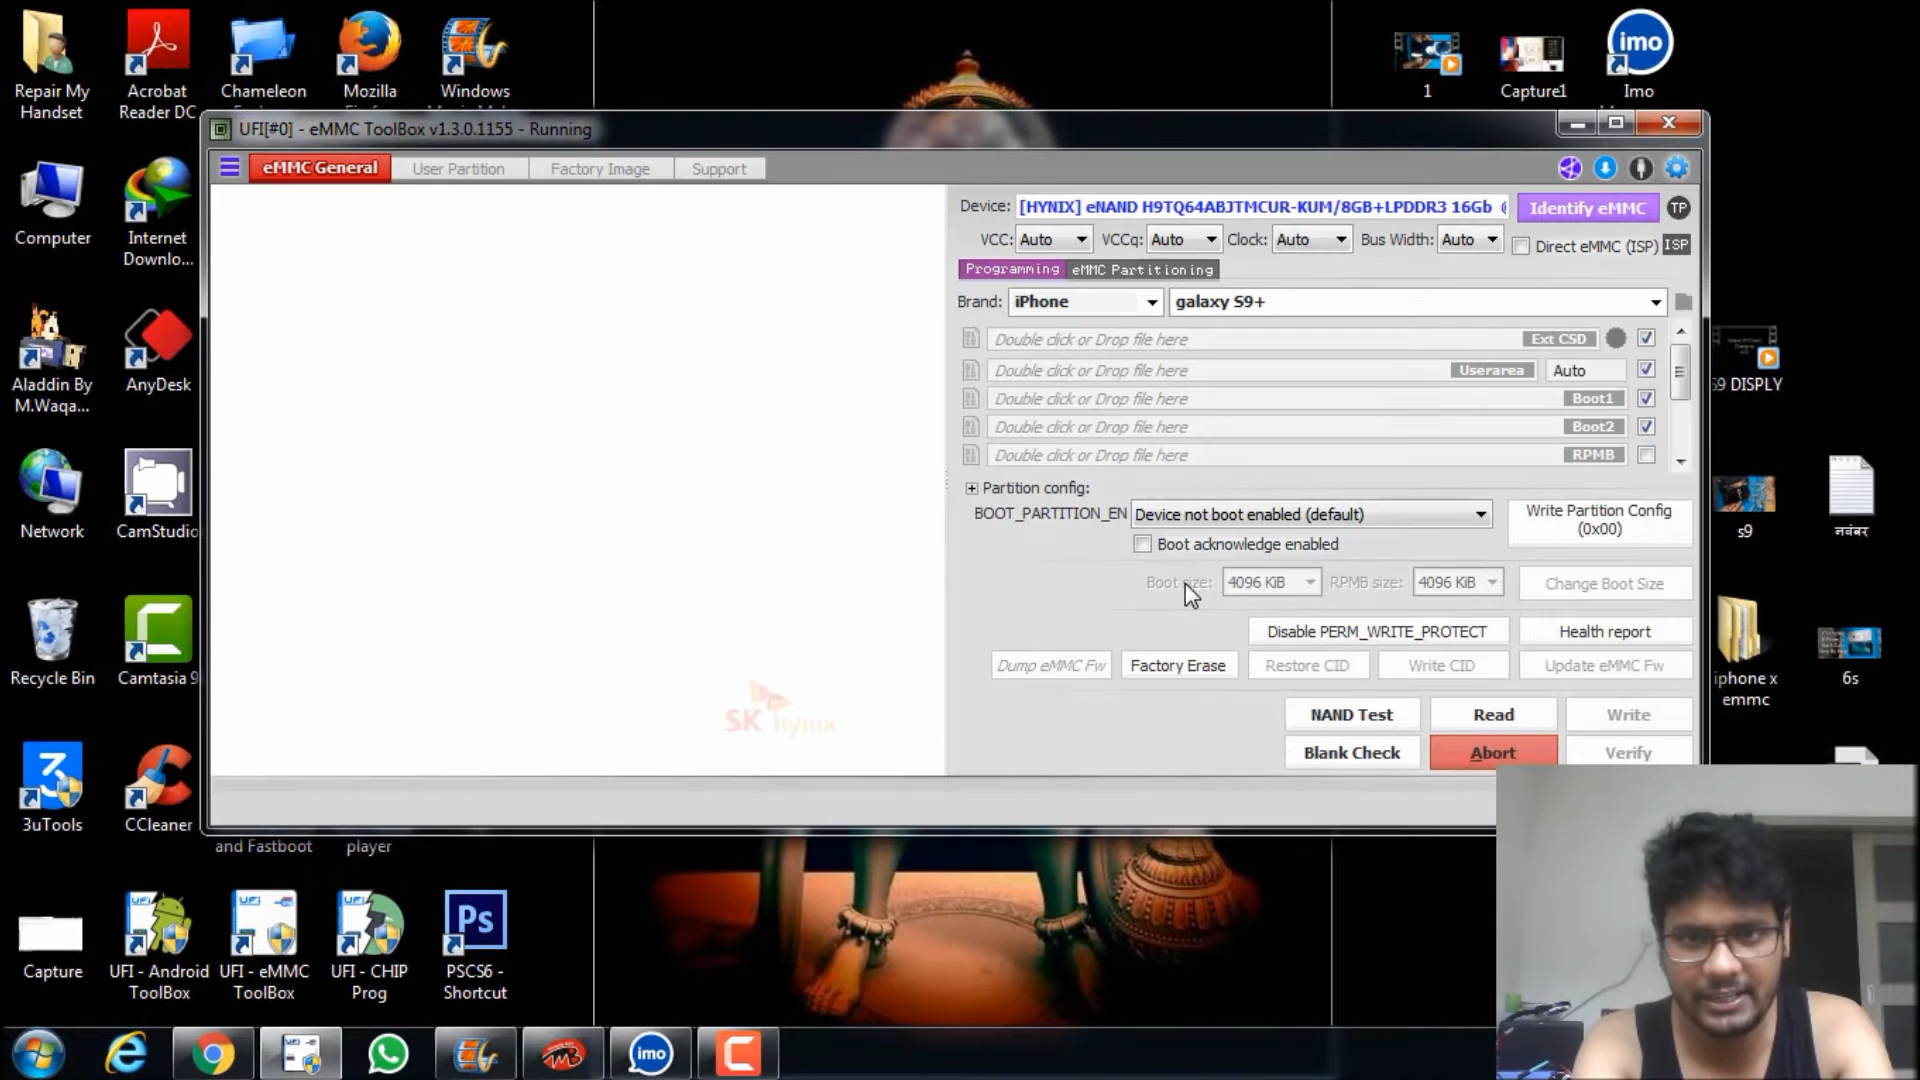 Repair My Handset
Acrobat Reader DC
Chameleon
Mozilla
Windows
1
Capture1
Imo
imo
UFI[#0] - eMMC ToolBox v1.3.0.1155 - Running
eMMC General
User Partition
Factory Image
Support
Device:
[HYNIX] eNAND H9TQ64ABJTMCUR-KUM/8GB+LPDDR3 16Gb
Identify eMMC
TP
VCC: Auto
VCCq: Auto
Clock: Auto
Bus Width: Auto
Direct eMMC (ISP)
ISP
Programming
eMMC Partitioning
Brand: iPhone
galaxy S9+
Double click or Drop file here
Ext CSD
Double click or Drop file here
Userarea
Auto
Double click or Drop file here
Boot1
Double click or Drop file here
Boot2
Double click or Drop file here
RPMB
Partition config:
BOOT_PARTITION_EN
Device not boot enabled (default)
Write Partition Config (0x00)
Boot acknowledge enabled
Boot size:
4096 KiB
RPMB size:
4096 KiB
Change Boot Size
Disable PERM_WRITE_PROTECT
Health report
Dump eMMC Fw
Factory Erase
Restore CID
Write CID
Update eMMC Fw
NAND Test
Read
Write
Blank Check
Abort
Verify
SK hynix
Computer
Internet Downlo...
Aladdin By M.Waqa...
AnyDesk
Network
CamStudio
Recycle Bin
Camtasia 9
3uTools
CCleaner
and Fastboot
player
S9 DISPLY
s9
नवंबर
iphone x emmc
6s
Capture
UFI - Android ToolBox
UFI - eMMC ToolBox
UFI - CHIP Prog
Ps
PSCS6 - Shortcut
imo